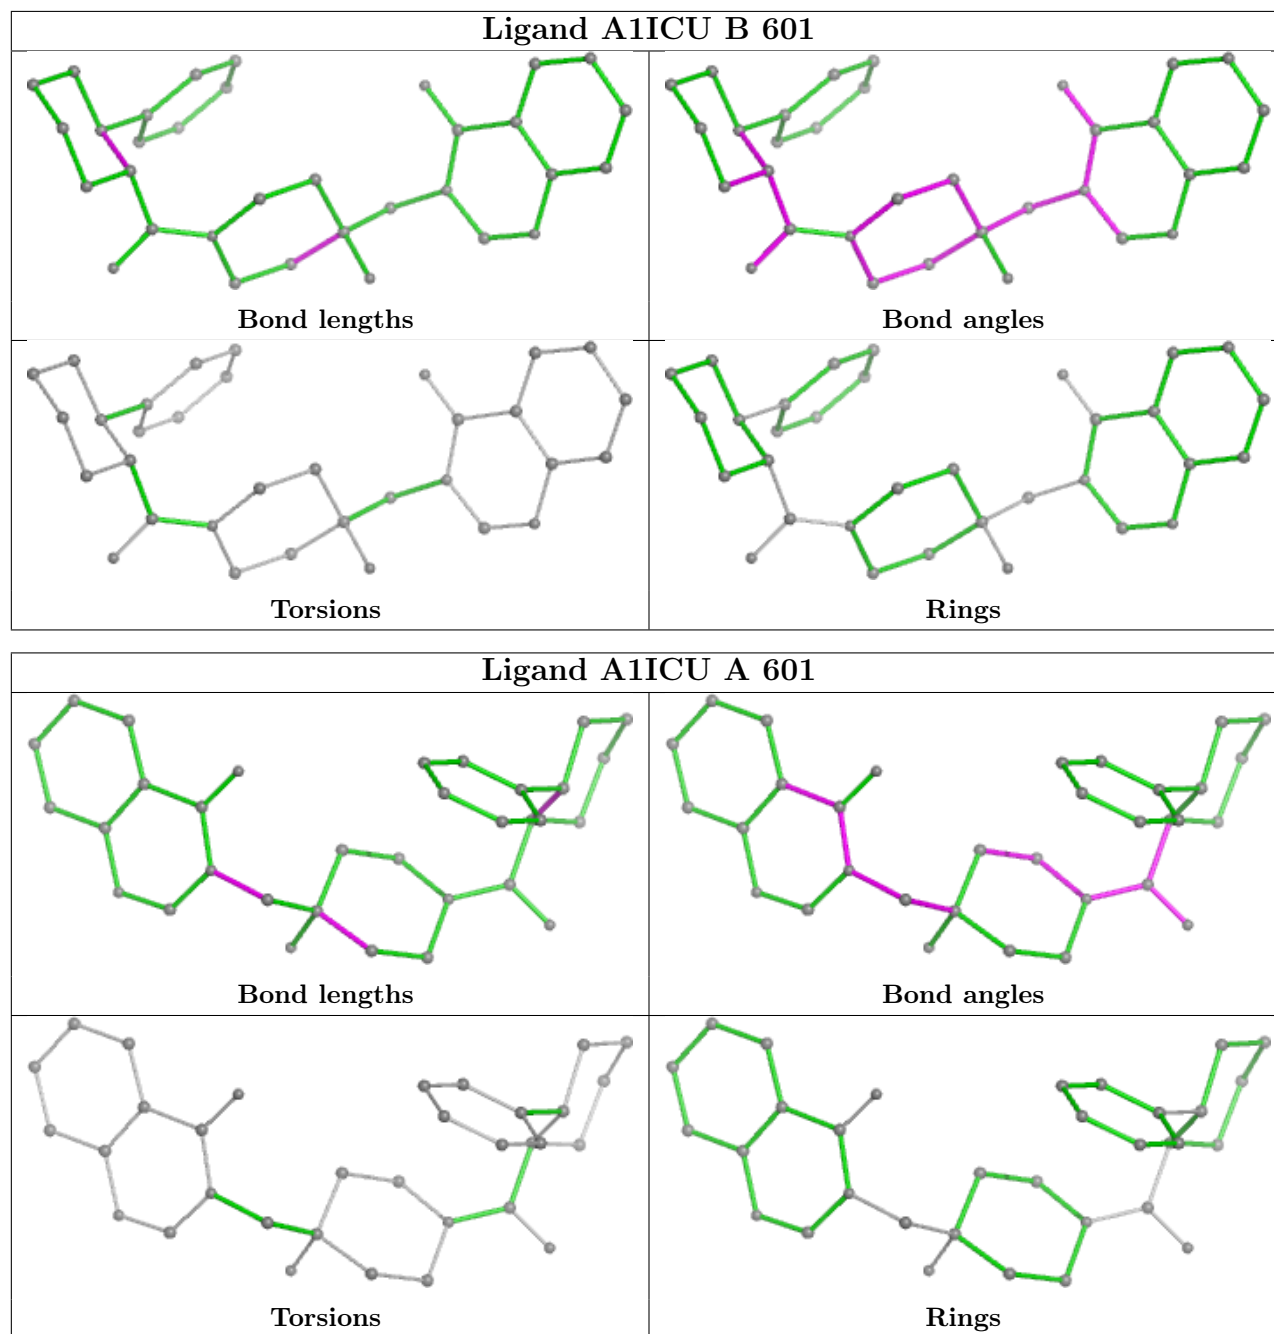 Ligand A1ICU B 601
Bond lengths
Bond angles
Torsions
Rings
Ligand A1ICU A 601
Bond lengths
Bond angles
Torsions
Rings